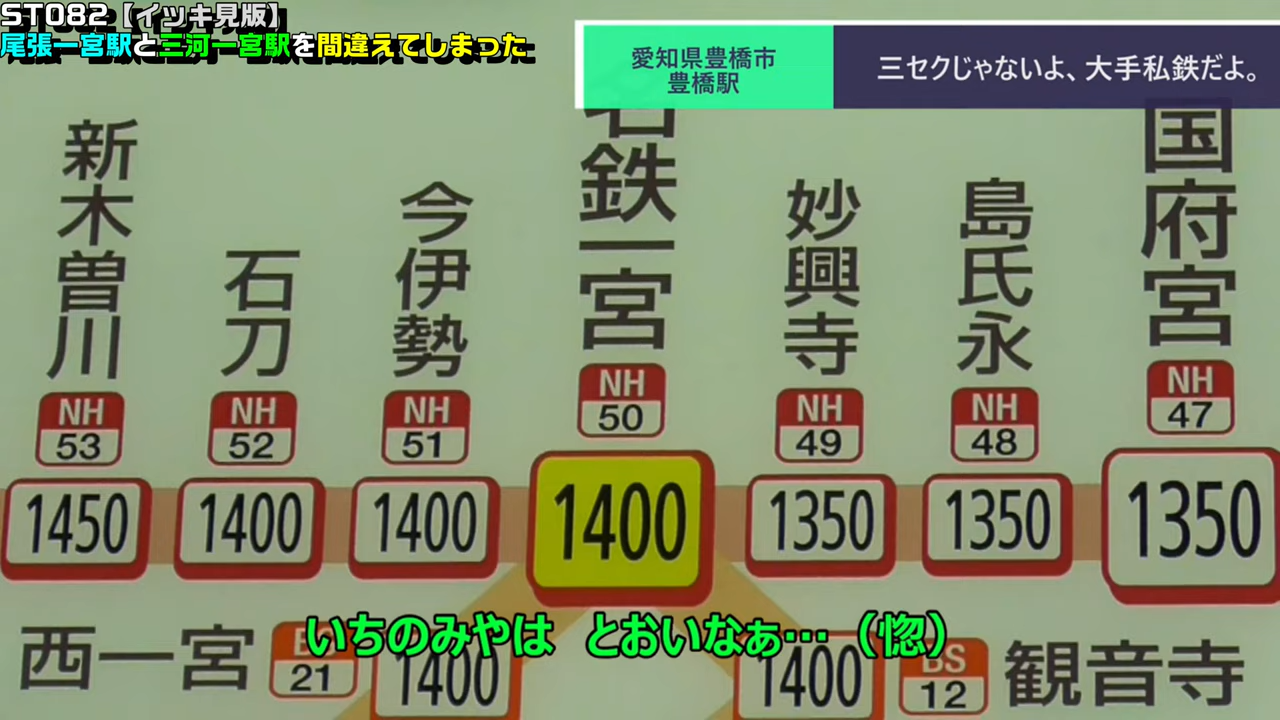 ST082【イッキ見版】
尾張一宮駅と三河一宮駅を間違えてしまった
愛知県豊橋市
豊橋駅
三セクじゃないよ、大手私鉄だよ。
新木曽川
石刀
今伊勢
名鉄一宮
妙興寺
島氏永
国府宮
NH 53
NH 52
NH 51
NH 50
NH 49
NH 48
NH 47
1450
1400
1400
1400
1350
1350
1350
いちのみやは とおいなぁ…（惚）
西一宮
BS 21
1400
1400
BS 12
観音寺